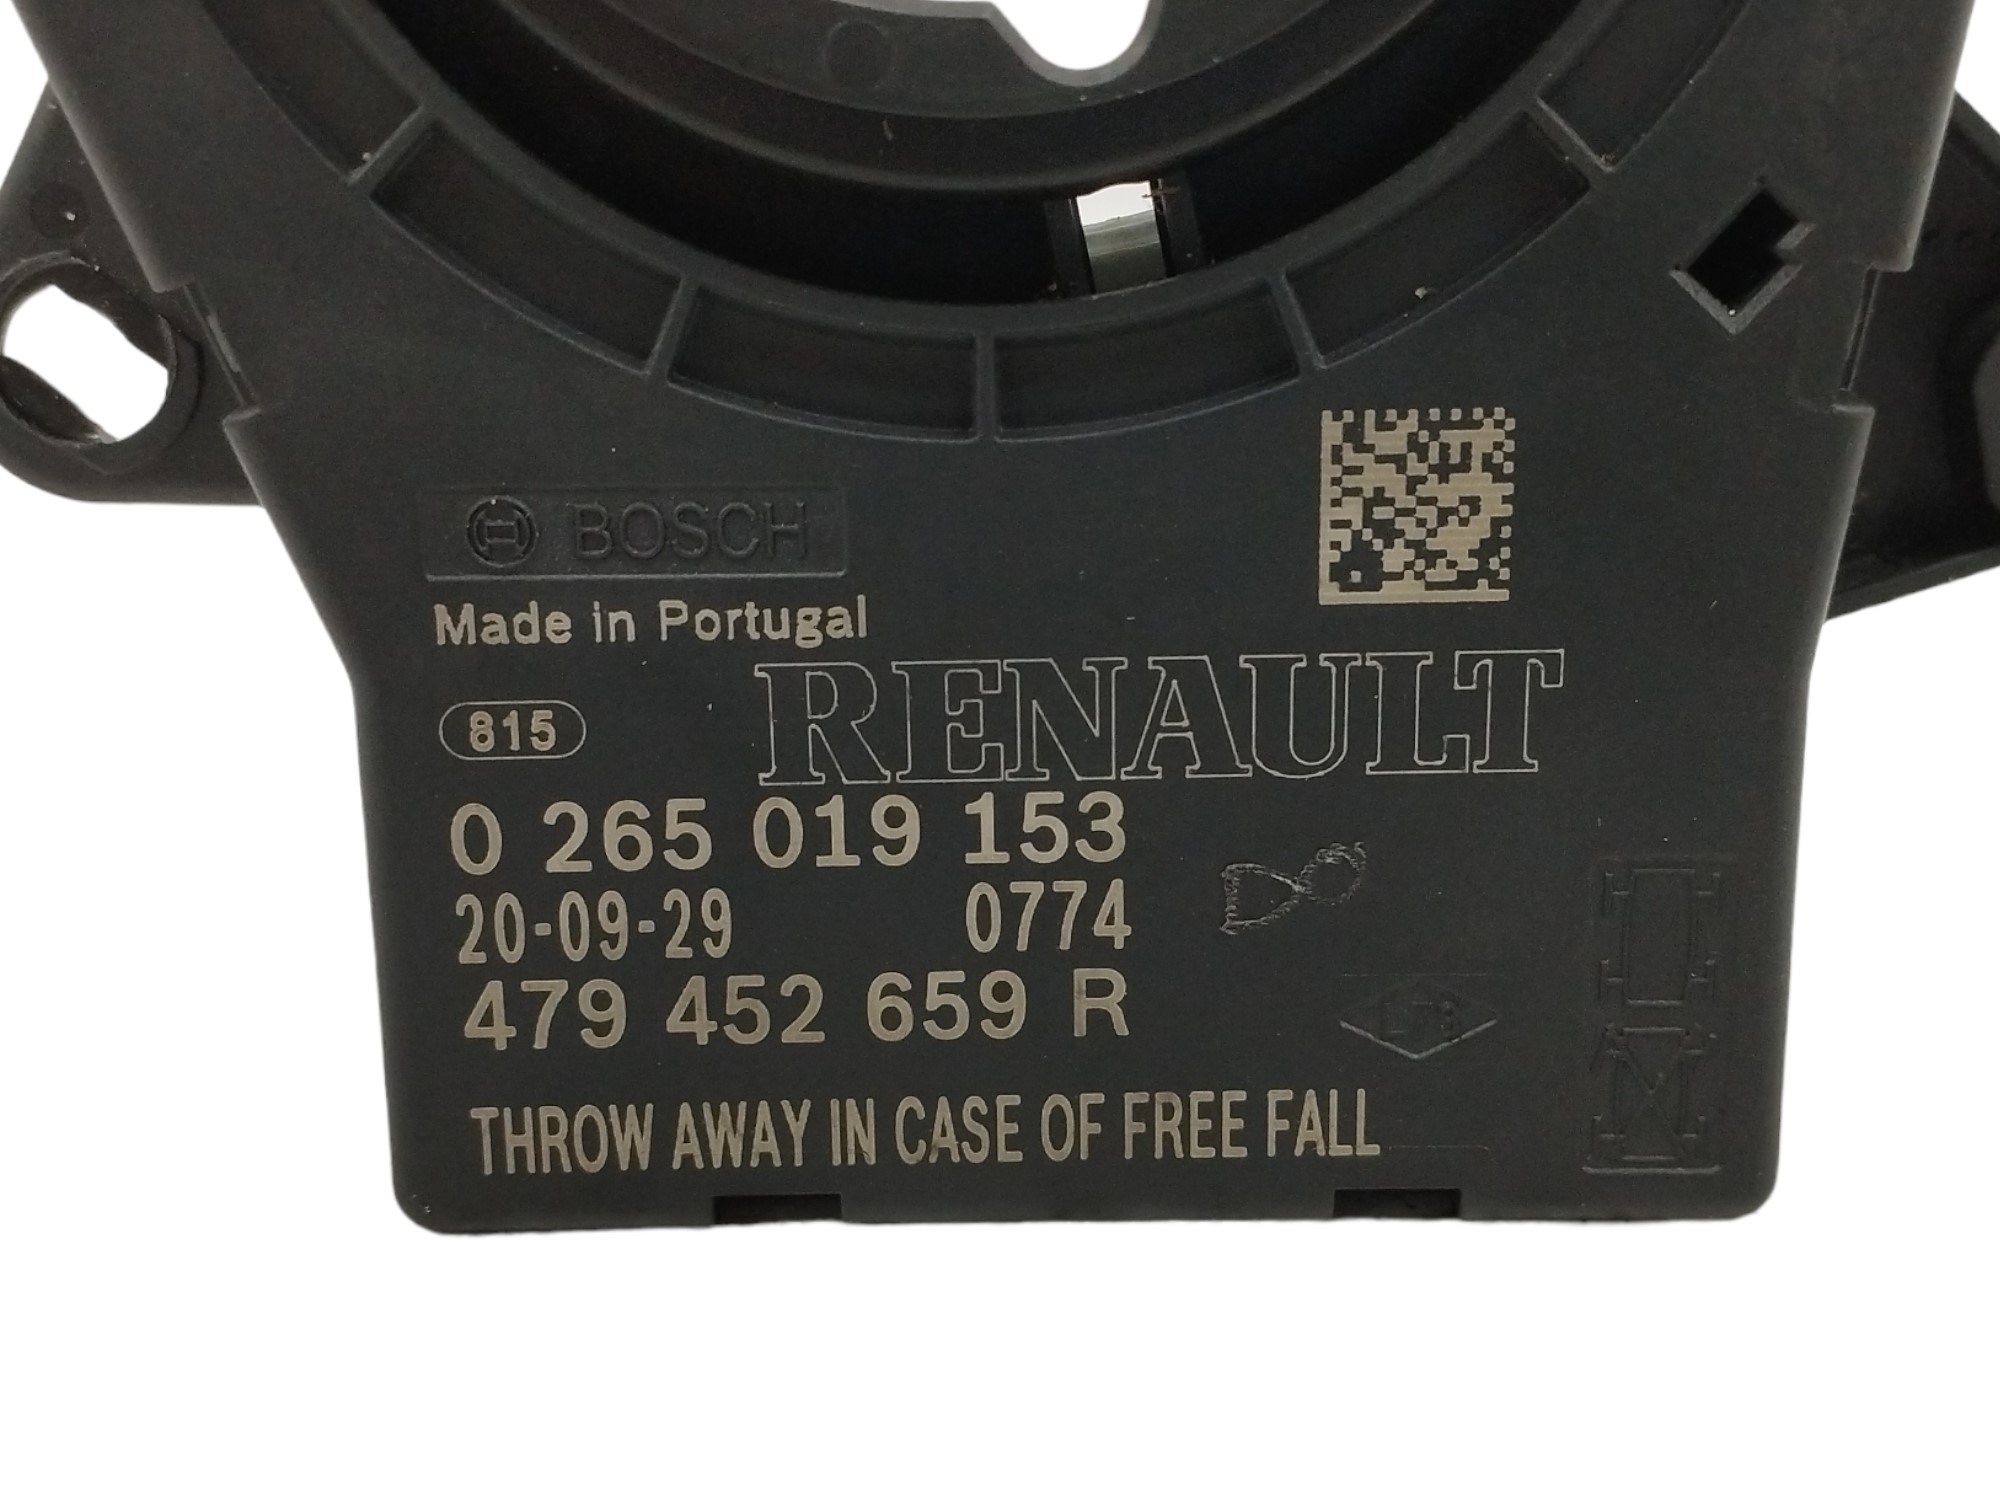 BOSCH
Made in Portugal
RENAULT
815
0 265 019 153
20-09-29 0774
479 452 659 R
THROW AWAY IN CASE OF FREE FALL